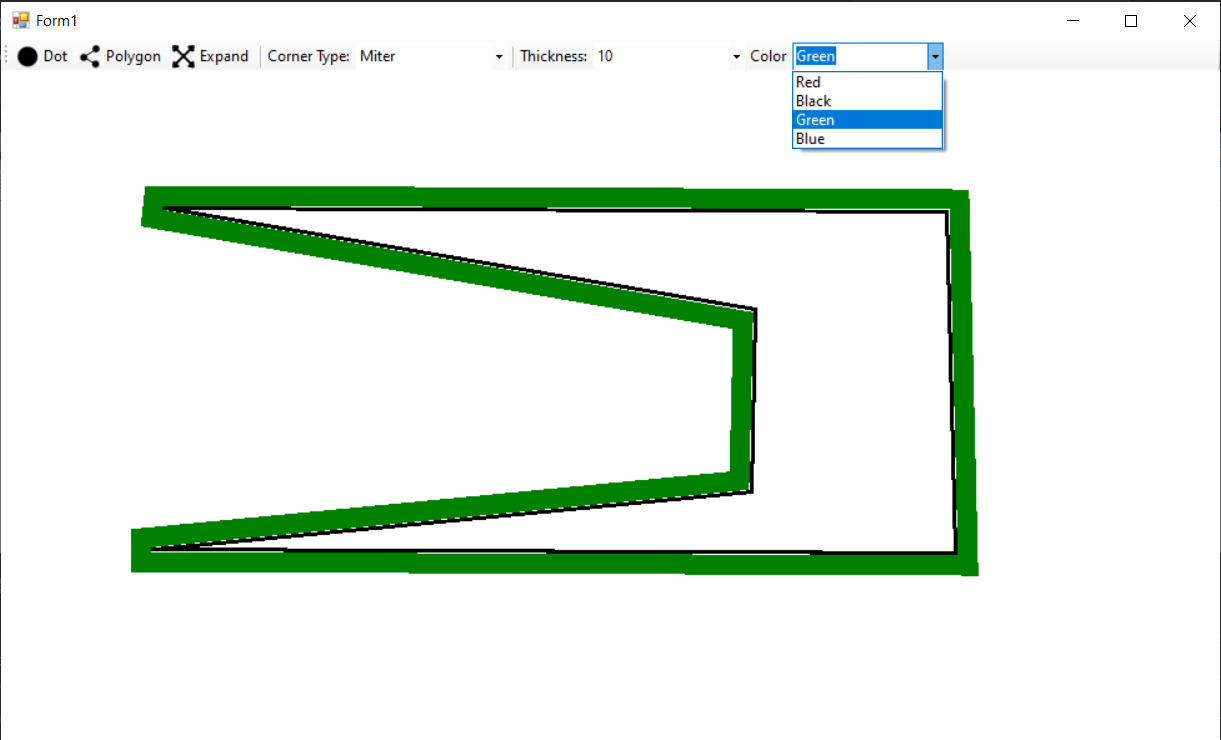 Form1
Dot Polygon Expand Corner Type: Miter Thickness: 10 Color Green
Red
Black
Green
Blue